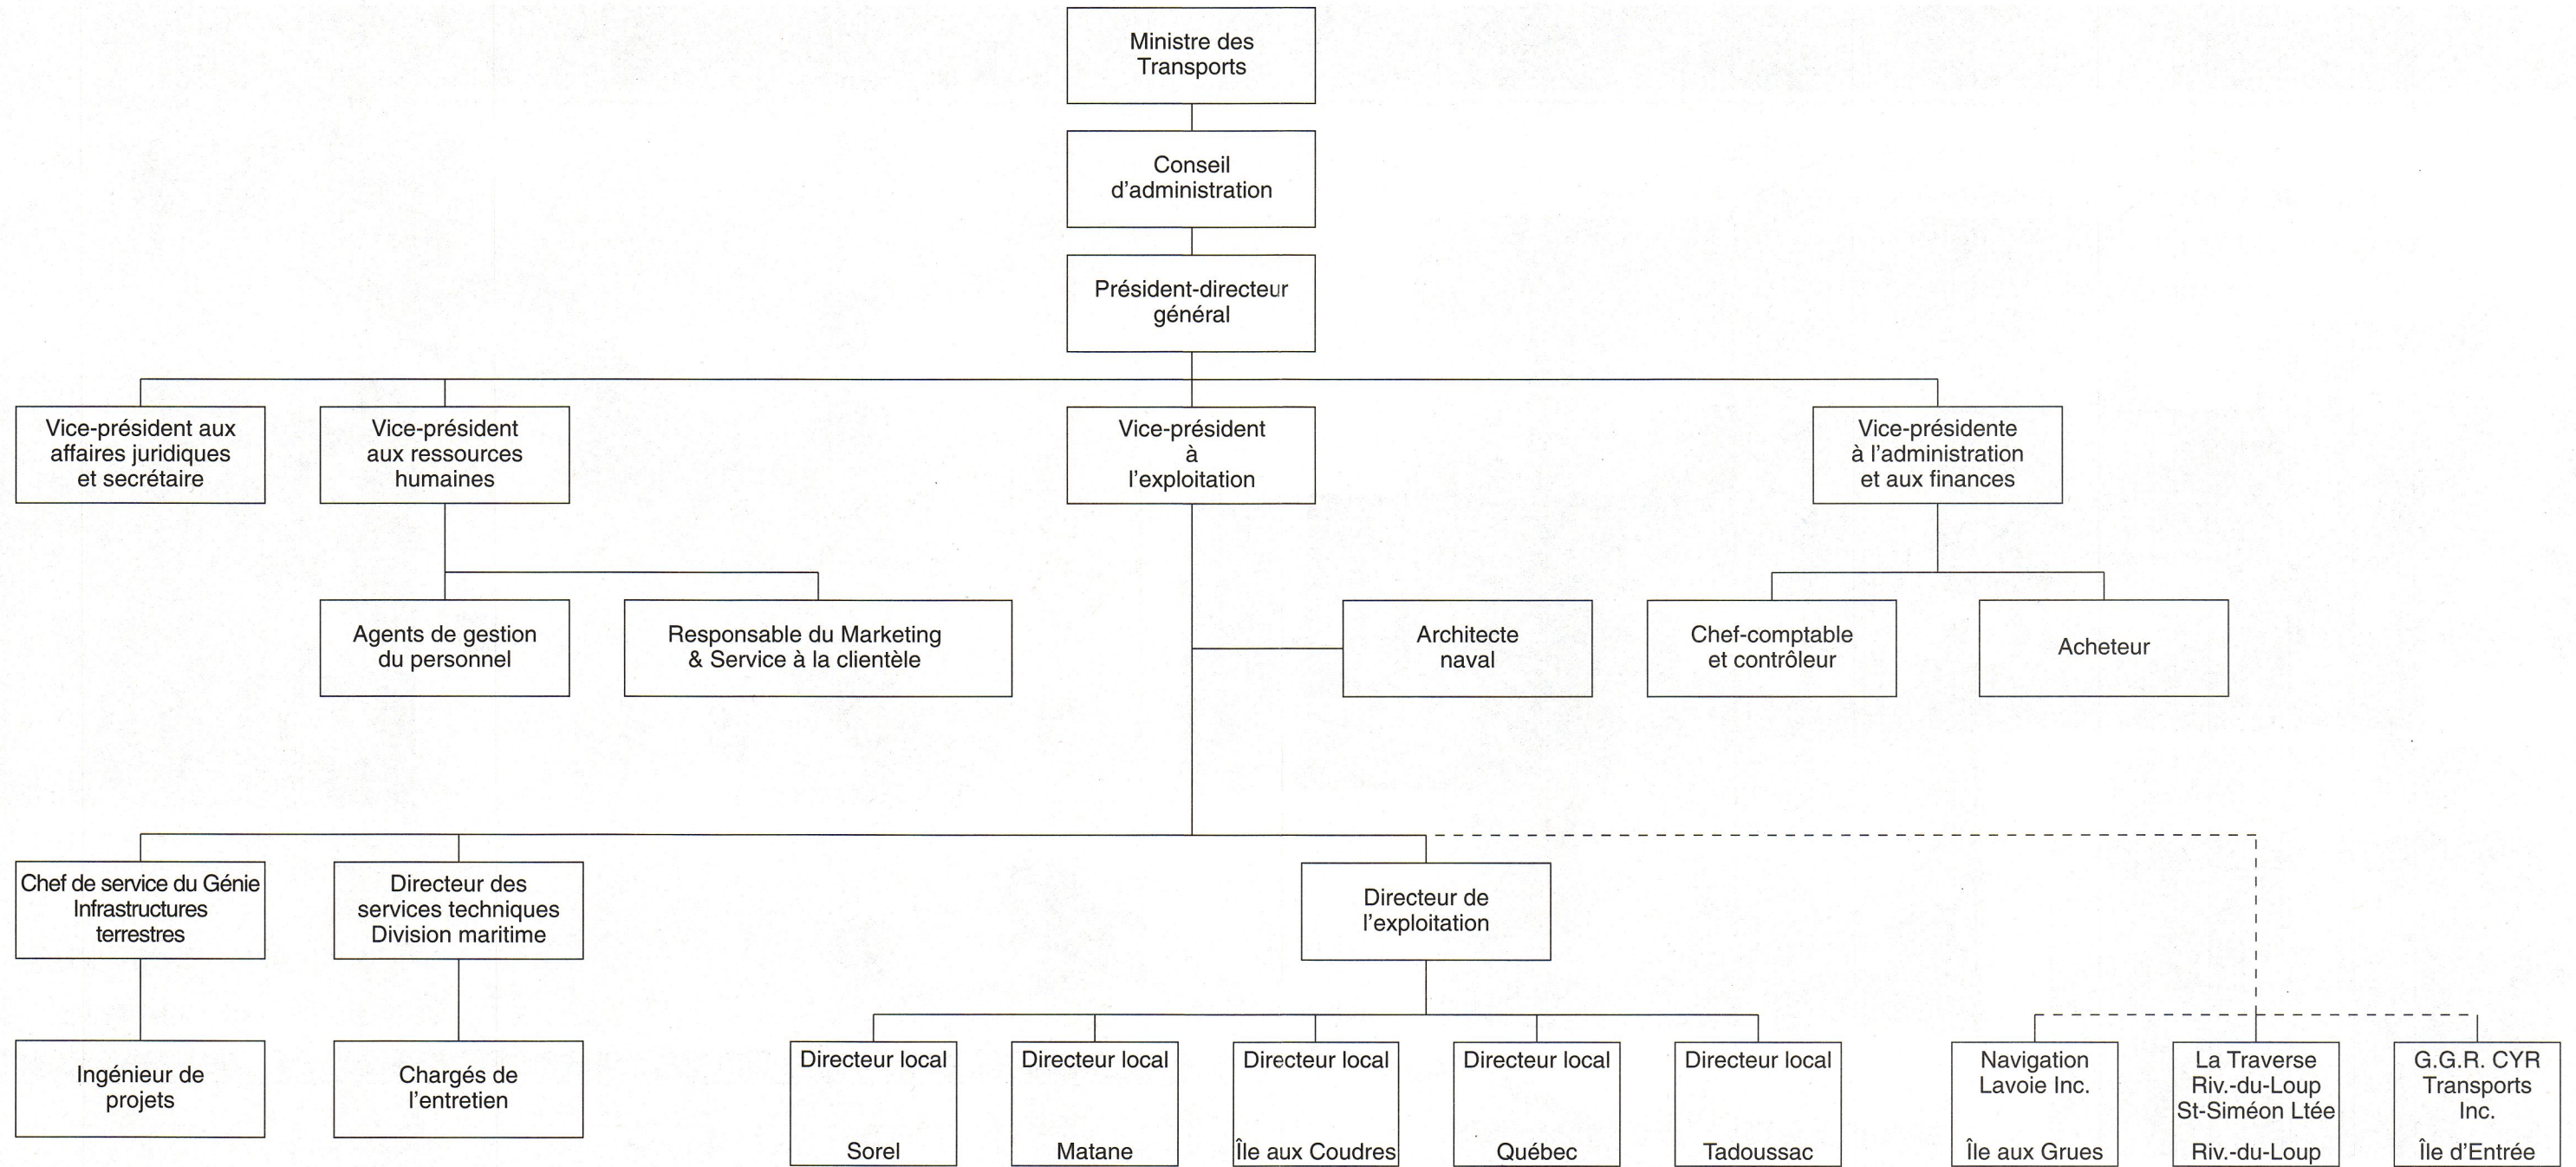 Ministre des
Transports
Conseil
d'administration
Président-directeur
général
Vice-président aux
affaires juridiques
et secrétaire
Vice-président
aux ressources
humaines
Vice-président
à
l'exploitation
Vice-présidente
à l'administration
et aux finances
Agents de gestion
du personnel
Responsable du Marketing
& Service à la clientèle
Architecte
naval
Chef-comptable
et contrôleur
Acheteur
Chef de service du Génie
Infrastructures
terrestres
Directeur des
services techniques
Division maritime
Directeur de
l'exploitation
Ingénieur de
projets
Chargés de
l'entretien
Directeur local
Sorel
Directeur local
Matane
Directeur local
Île aux Coudres
Directeur local
Québec
Directeur local
Tadoussac
Navigation
Lavoie Inc.
Île aux Grues
La Traverse
Riv.-du-Loup
St-Siméon Ltée
Riv.-du-Loup
G.G.R. CYR
Transports
Inc.
Île d'Entrée